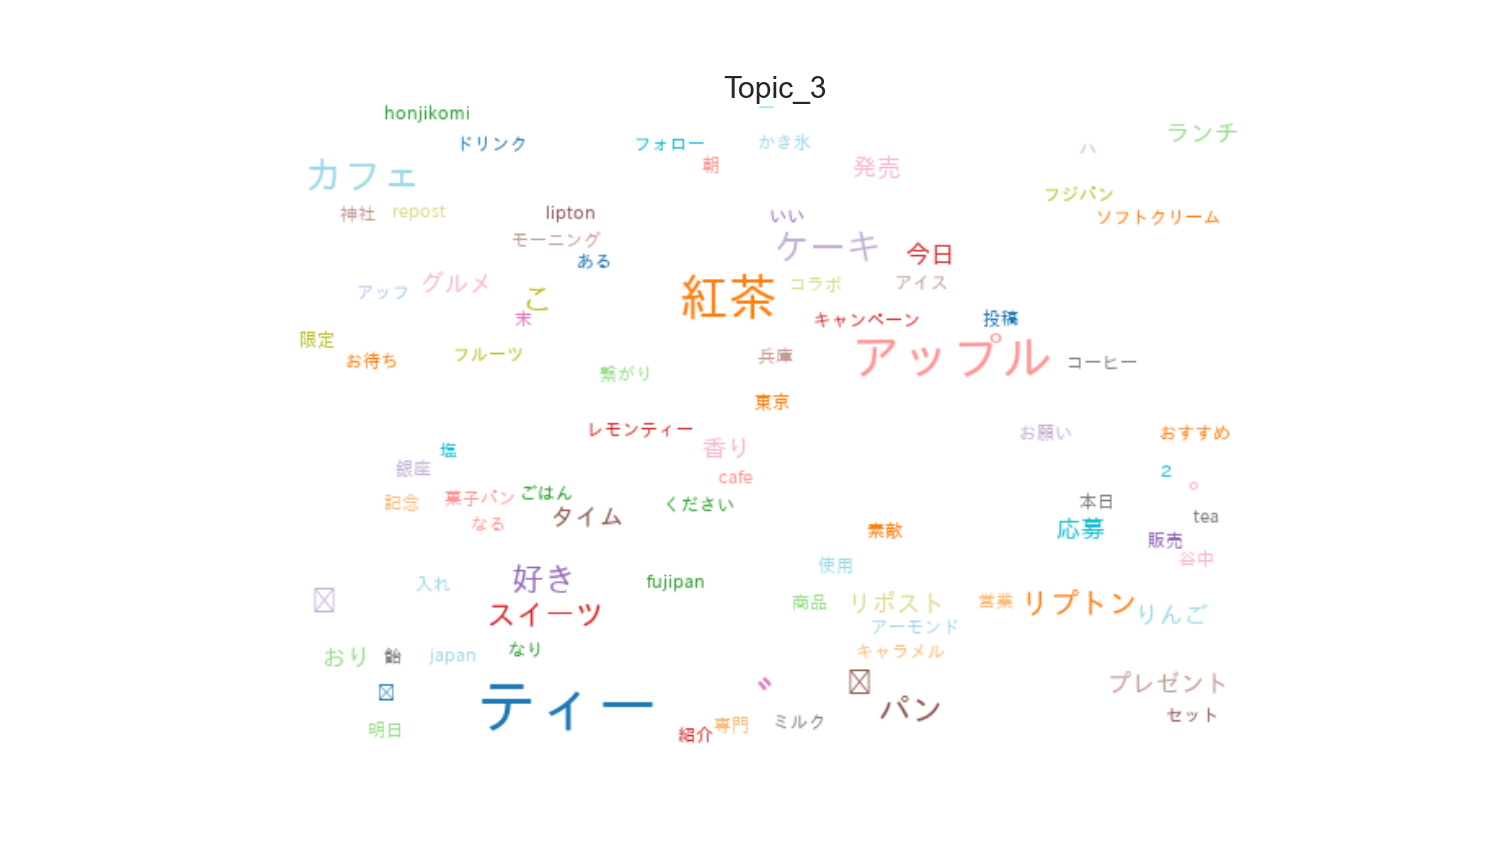 Topic_3
honjikomi
ランチ
ドリンク
フォロー
かき氷
ハ
朝
発売
カフェ
フジパン
神社
repost
lipton
いい
ソフトクリーム
モーニング
ケーキ
今日
ある
グルメ
アイス
コラボ
アッフ
こ
紅茶
末
キャンペーン
投稿
限定
お待ち
フルーツ
兵庫
アップル
コーヒー
繋がり
東京
レモンティー
お願い
おすすめ
塩
香り
銀座
cafe
2
。
記念
菓子パン
ごはん
ください
本日
なる
タイム
tea
素敵
応募
販売
谷中
使用
入れ
好き
fujipan
商品
リポスト
営業
リプトン
りんご
スイーツ
アーモンド
おり
飴
japan
なり
キャラメル
プレゼント
明日
ティー
紹介
専門
ミルク
パン
セット